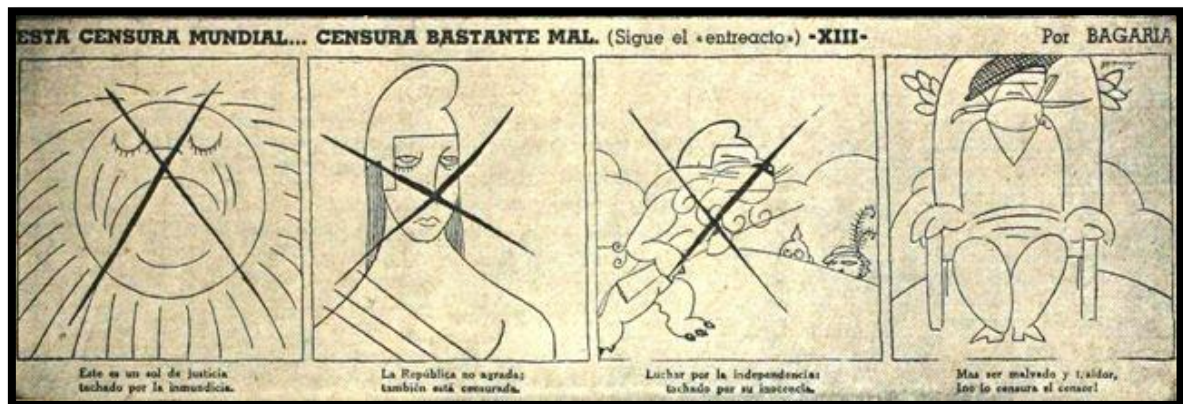 ESTA CENSURA MUNDIAL... CENSURA BASTANTE MAL. (Sigue el «entreacto») -XIII- Por BAGARIA
Este es un sol de justicia
tachado por la inmundicia.
La República no agrada;
también está censurada.
Luchar por la independencia:
tachado por su inocencia.
Mas ser malvado y traidor,
¡no lo censura el censor!